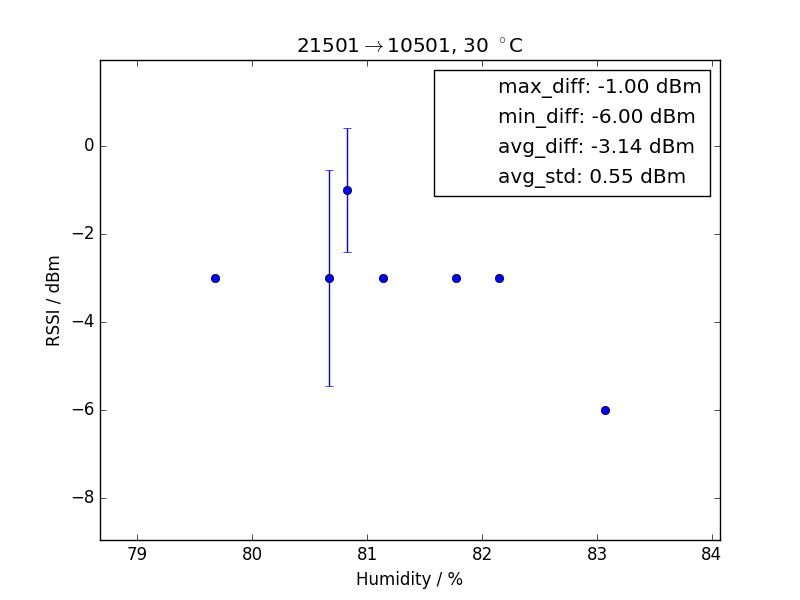 21501→10501, 30 °C
max_diff: -1.00 dBm
min_diff: -6.00 dBm
avg_diff: -3.14 dBm
avg_std: 0.55 dBm
RSSI / dBm
0
−2
−4
−6
−8
79 80 81 82 83 84
Humidity / %